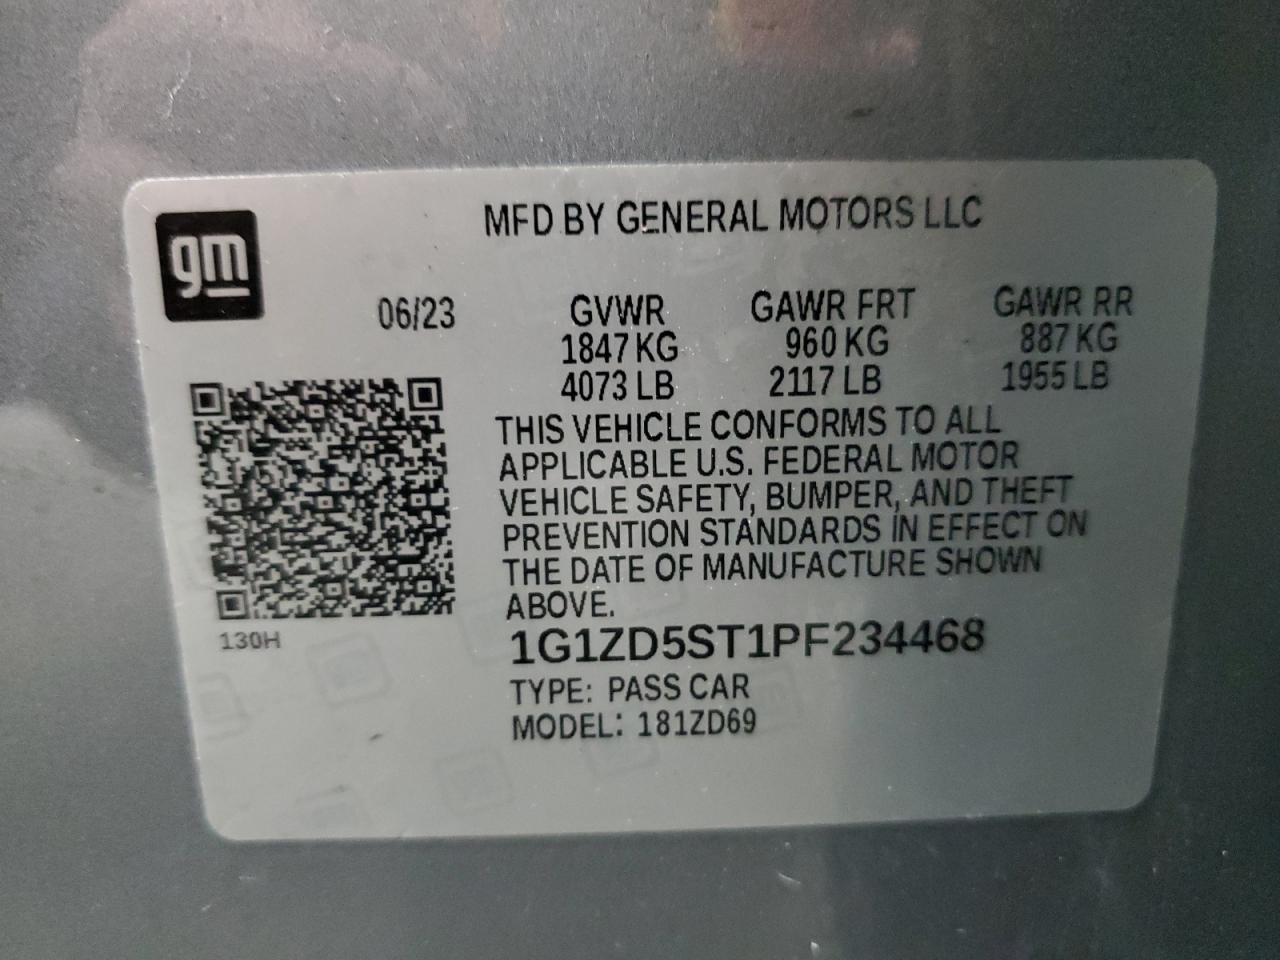 gm
MFD BY GENERAL MOTORS LLC
06/23 GVWR GAWR FRT GAWR RR
1847 KG 960 KG 887 KG
4073 LB 2117 LB 1955 LB
THIS VEHICLE CONFORMS TO ALL
APPLICABLE U.S. FEDERAL MOTOR
VEHICLE SAFETY, BUMPER, AND THEFT
PREVENTION STANDARDS IN EFFECT ON
THE DATE OF MANUFACTURE SHOWN
ABOVE.
130H
1G1ZD5ST1PF234468
TYPE: PASS CAR
MODEL: 181ZD69